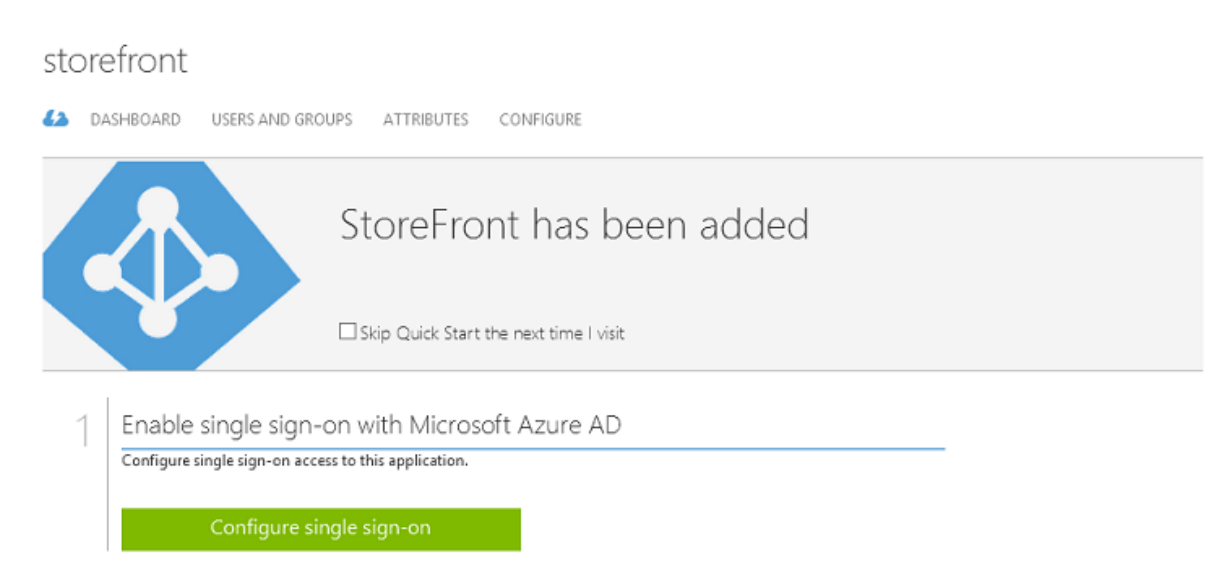 storefront
DASHBOARD USERS AND GROUPS ATTRIBUTES CONFIGURE
StoreFront has been added
Skip Quick Start the next time I visit
1 Enable single sign-on with Microsoft Azure AD
Configure single sign-on access to this application.
Configure single sign-on